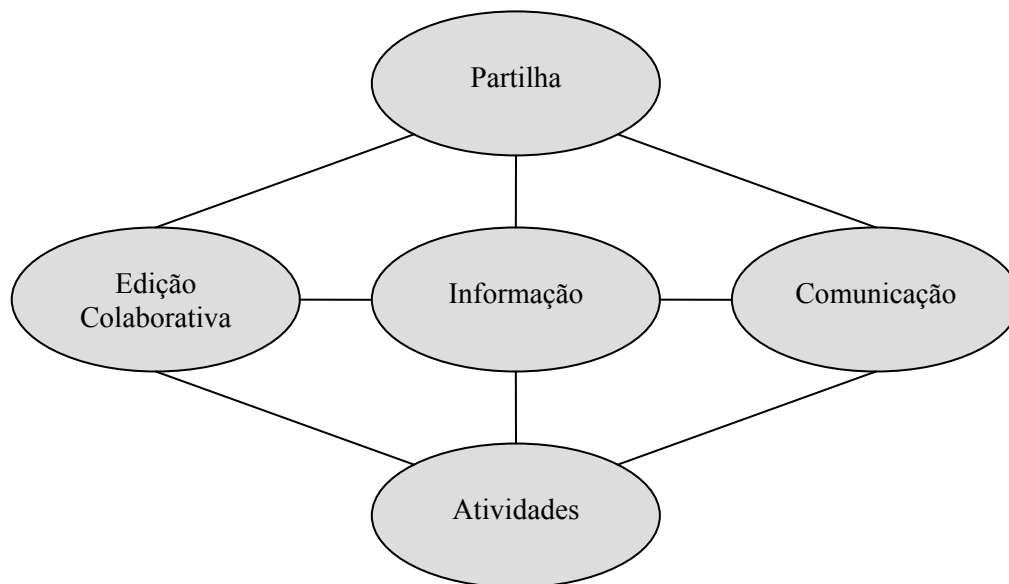 Partilha
Edição
Colaborativa
Informação
Comunicação
Atividades